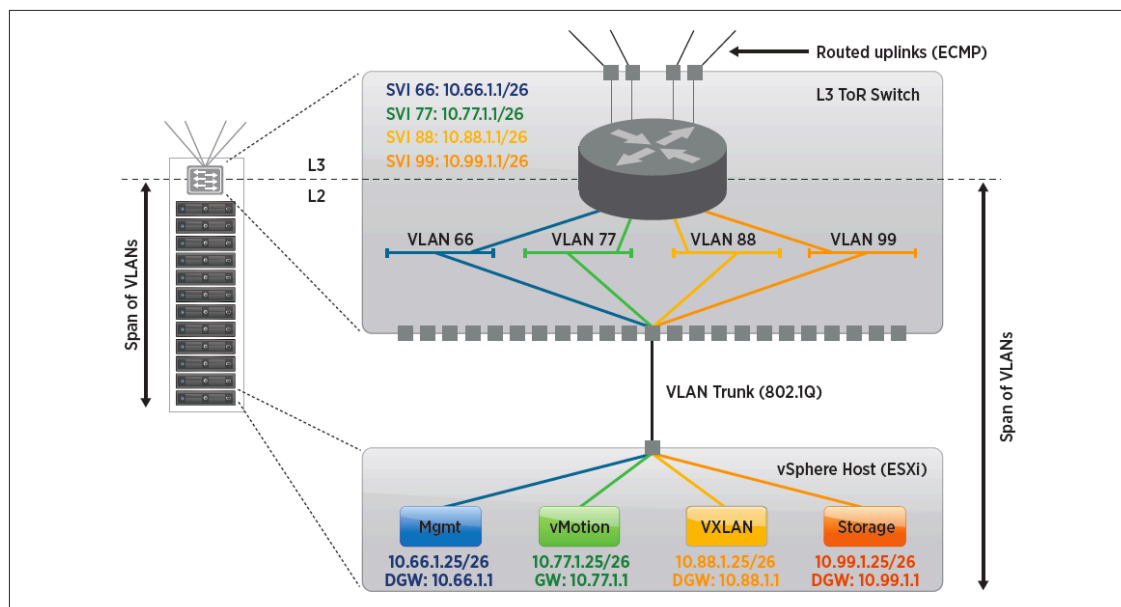 Routed uplinks (ECMP)
L3 ToR Switch
SVI 66: 10.66.1.1/26
SVI 77: 10.77.1.1/26
SVI 88: 10.88.1.1/26
SVI 99: 10.99.1.1/26
L3
L2
Span of VLANs
VLAN 66
VLAN 77
VLAN 88
VLAN 99
Span of VLANs
VLAN Trunk (802.1Q)
vSphere Host (ESXi)
Mgmt
vMotion
VXLAN
Storage
10.66.1.25/26
DGW: 10.66.1.1
10.77.1.25/26
GW: 10.77.1.1
10.88.1.25/26
DGW: 10.88.1.1
10.99.1.25/26
DGW: 10.99.1.1